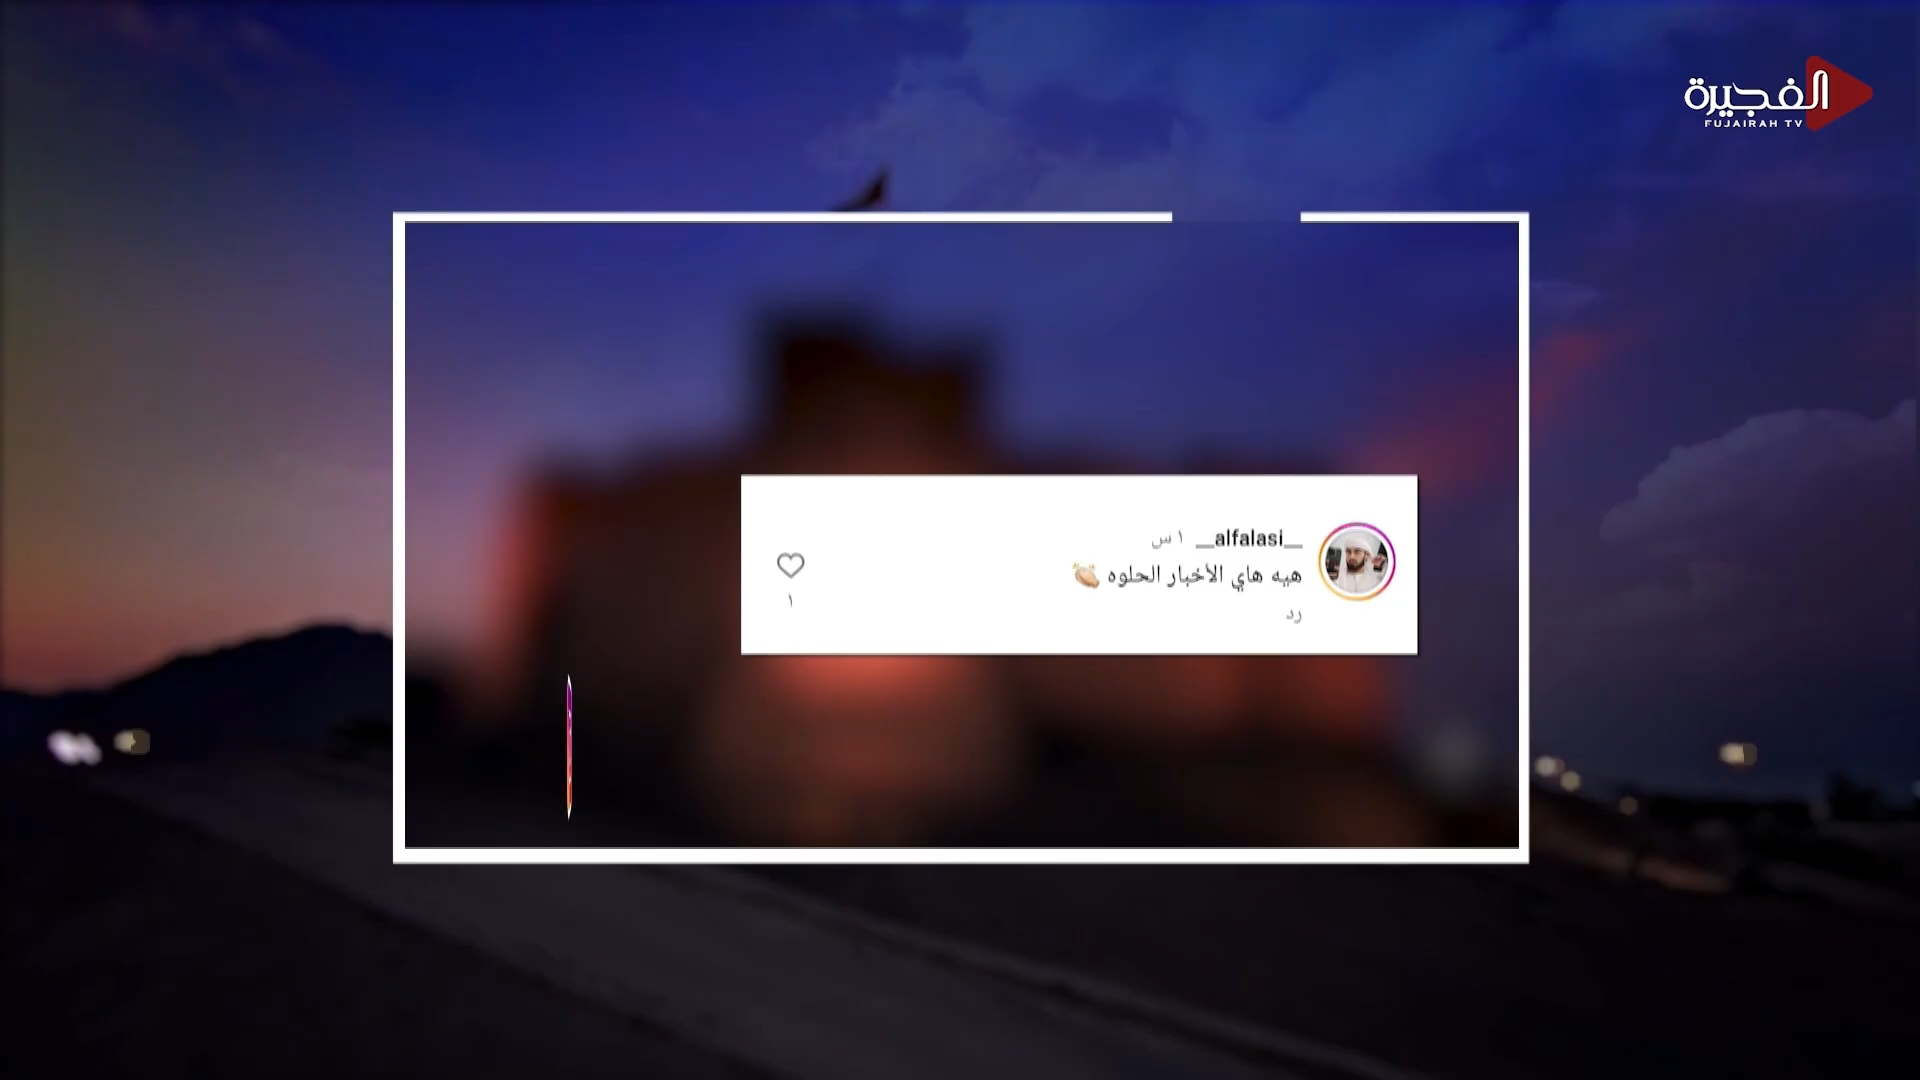 الفجيرة
FUJAIRAH TV
__alfalasi__ ١ س
هيه هاي الأخبار الحلوه 👏🏼
رد
١